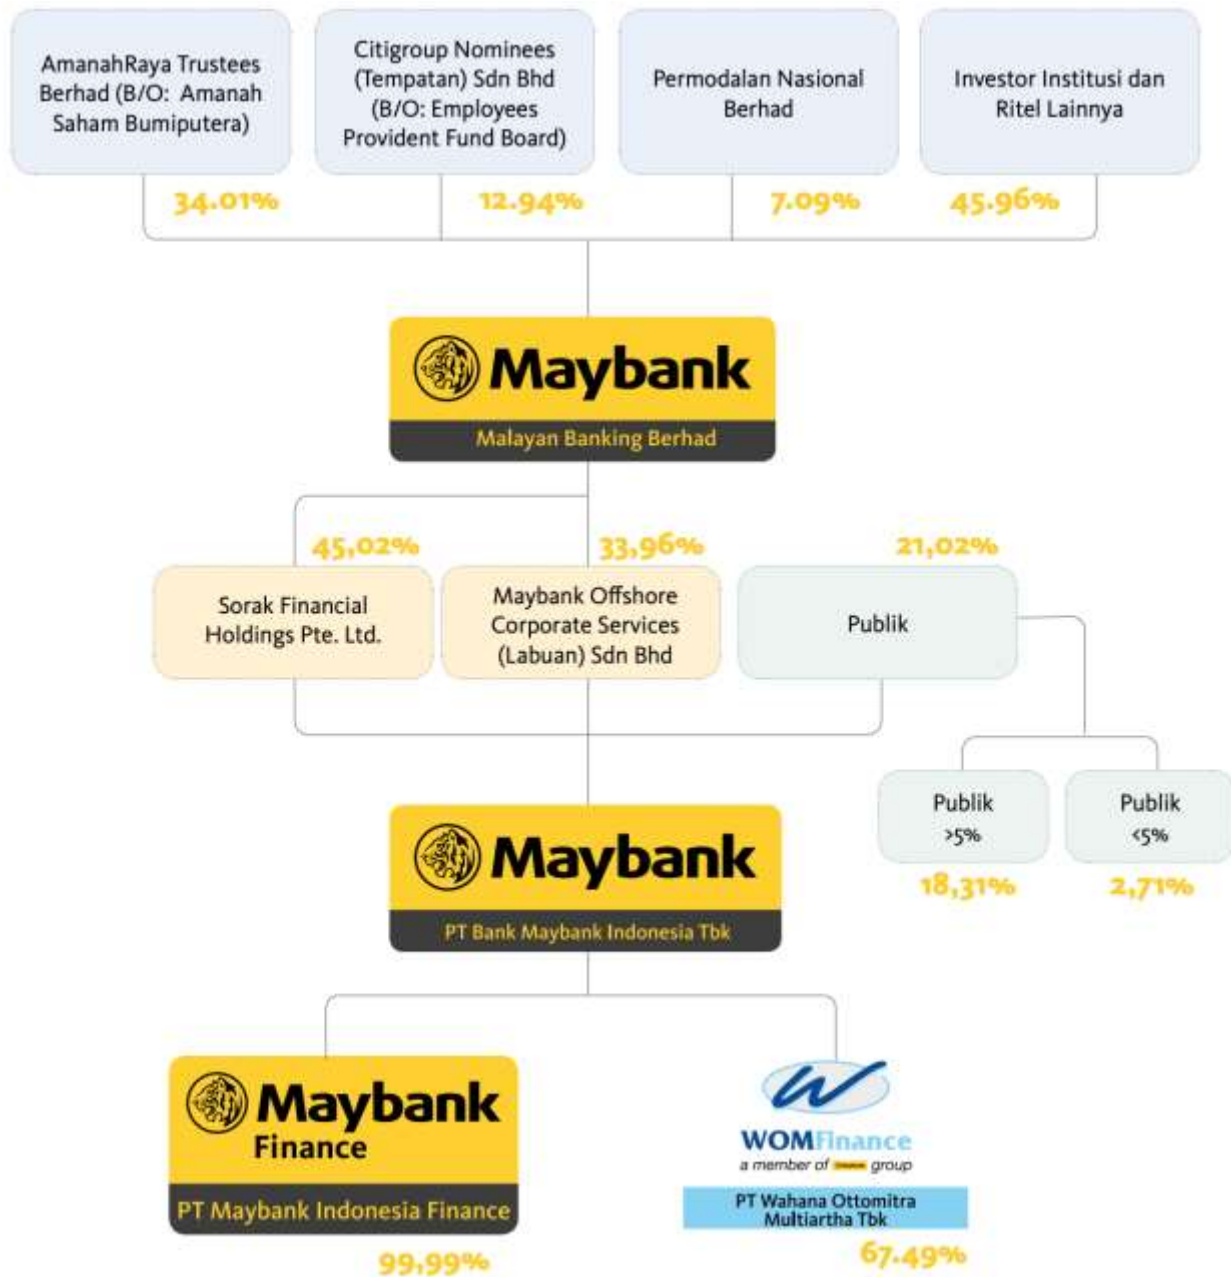 AmanahRaya Trustees
Berhad (B/O: Amanah
Saham Bumiputera)
34.01%
Citigroup Nominees
(Tempatan) Sdn Bhd
(B/O: Employees
Provident Fund Board)
12.94%
Permodalan Nasional
Berhad
7.09%
Investor Institusi dan
Ritel Lainnya
45.96%
Maybank
Malayan Banking Berhad
45,02%
Sorak Financial
Holdings Pte. Ltd.
33,96%
Maybank Offshore
Corporate Services
(Labuan) Sdn Bhd
21,02%
Publik
Publik
>5%
18,31%
Publik
<5%
2,71%
Maybank
PT Bank Maybank Indonesia Tbk
Maybank
Finance
PT Maybank Indonesia Finance
99,99%
WOMFinance
a member of group
PT Wahana Ottomitra
Multiartha Tbk
67.49%